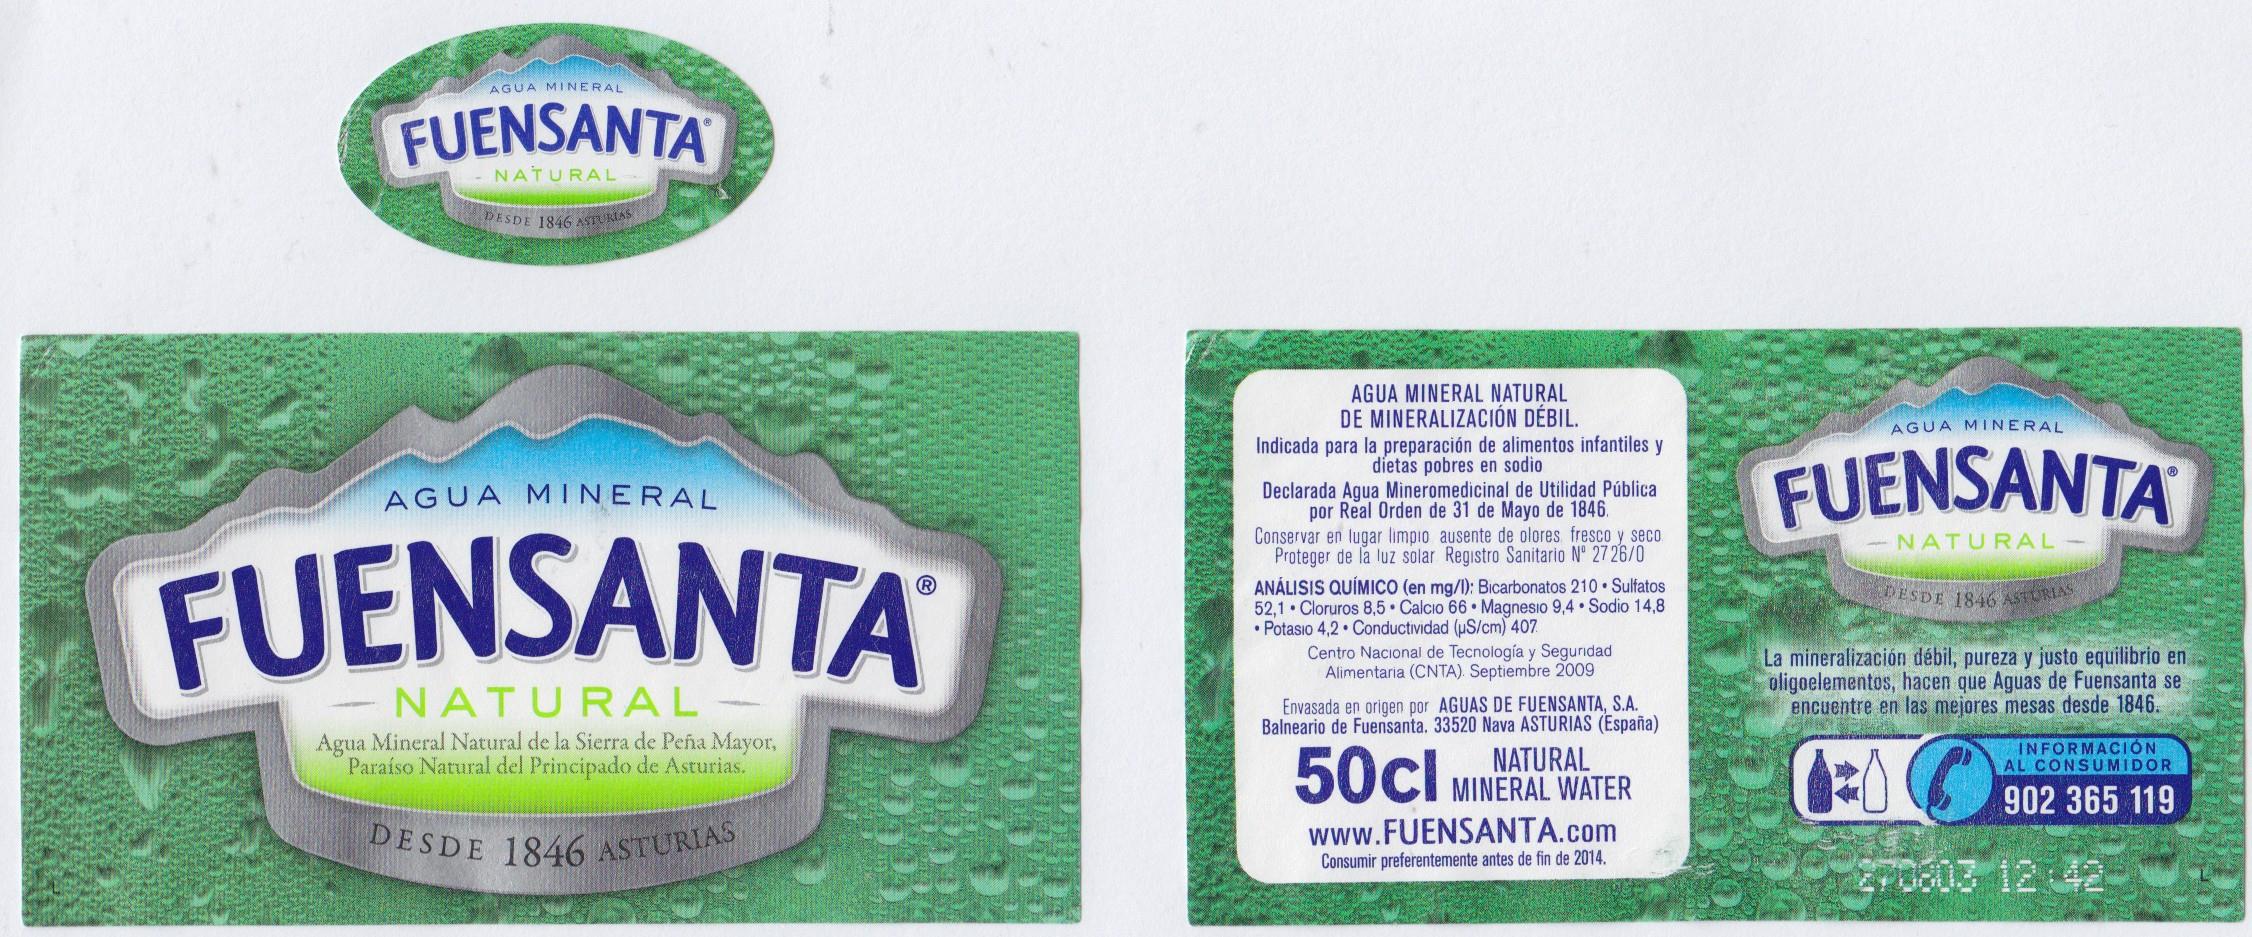 AGUA MINERAL
FUENSANTA®
NATURAL
DESDE 1846 ASTURIAS
AGUA MINERAL
FUENSANTA®
NATURAL
Agua Mineral Natural de la Sierra de Peña Mayor,
Paraíso Natural del Principado de Asturias.
DESDE 1846 ASTURIAS
L
AGUA MINERAL NATURAL
DE MINERALIZACIÓN DÉBIL.
Indicada para la preparación de alimentos infantiles y
dietas pobres en sodio
Declarada Agua Mineromedicinal de Utilidad Pública
por Real Orden de 31 de Mayo de 1846.
Conservar en lugar limpio, ausente de olores, fresco y seco.
Proteger de la luz solar. Registro Sanitario Nº 2726/O
ANÁLISIS QUÍMICO (en mg/l): Bicarbonatos 210 • Sulfatos
52,1 • Cloruros 8,5 • Calcio 66 • Magnesio 9,4 • Sodio 14,8
• Potasio 4,2 • Conductividad (µS/cm) 407.
Centro Nacional de Tecnología y Seguridad
Alimentaria (CNTA). Septiembre 2009
Envasada en origen por AGUAS DE FUENSANTA, S.A.
Balneario de Fuensanta. 33520 Nava ASTURIAS (España)
50cl NATURAL
MINERAL WATER
www.FUENSANTA.com
Consumir preferentemente antes de fin de 2014.
AGUA MINERAL
FUENSANTA®
NATURAL
DESDE 1846 ASTURIAS
La mineralización débil, pureza y justo equilibrio en
oligoelementos, hacen que Aguas de Fuensanta se
encuentre en las mejores mesas desde 1846.
INFORMACIÓN
AL CONSUMIDOR
902 365 119
270803 12:42
L